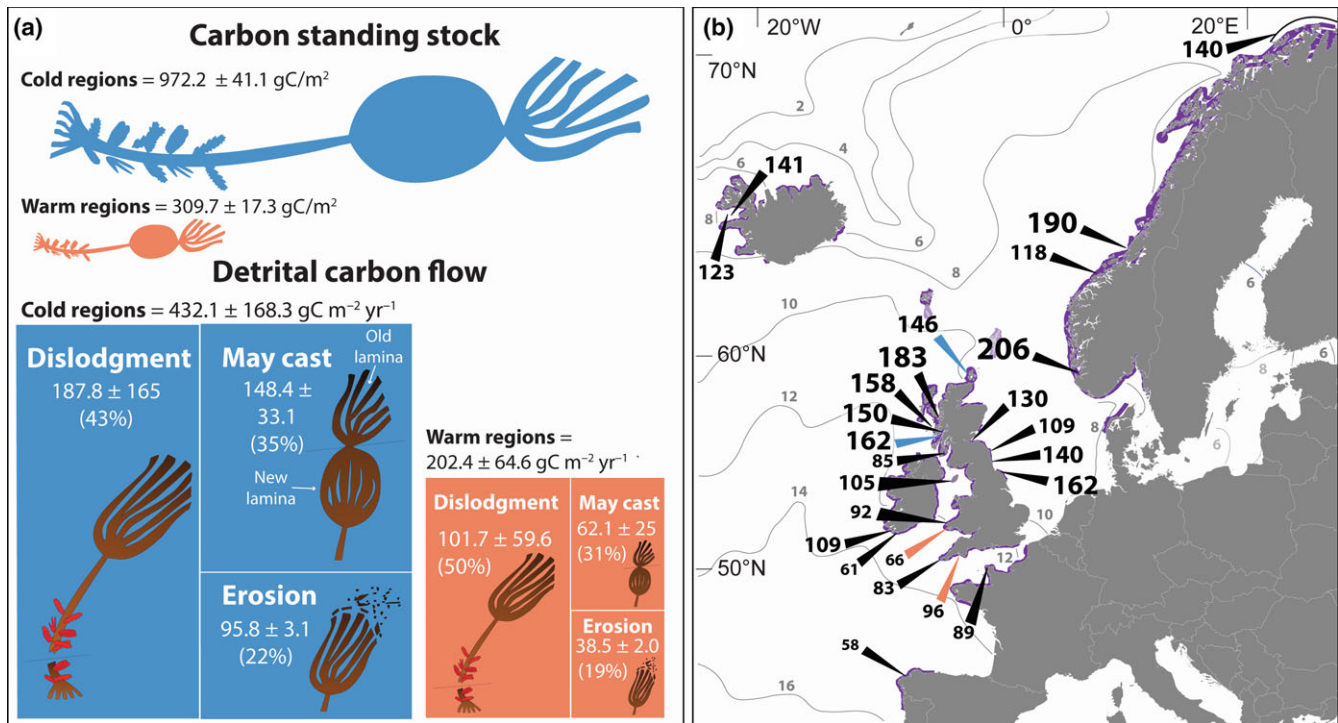 (a)
Carbon standing stock
Cold regions = 972.2 ± 41.1 gC/m²
Warm regions = 309.7 ± 17.3 gC/m²
Detrital carbon flow
Cold regions = 432.1 ± 168.3 gC m⁻² yr⁻¹
Dislodgment
187.8 ± 165
(43%)
May cast
148.4 ±
33.1
(35%)
Old
lamina
New
lamina
Erosion
95.8 ± 3.1
(22%)
Warm regions =
202.4 ± 64.6 gC m⁻² yr⁻¹
Dislodgment
101.7 ± 59.6
(50%)
May cast
62.1 ± 25
(31%)
Erosion
38.5 ± 2.0
(19%)
(b)
20°W
0°
20°E
70°N
60°N
50°N
140
2
4
6
141
8
123
6
8
190
118
10
6
146
206
183
158
150
162
85
105
92
109
61
66
83
96
89
58
130
109
140
162
12
14
16
8
6
8
6
10
12